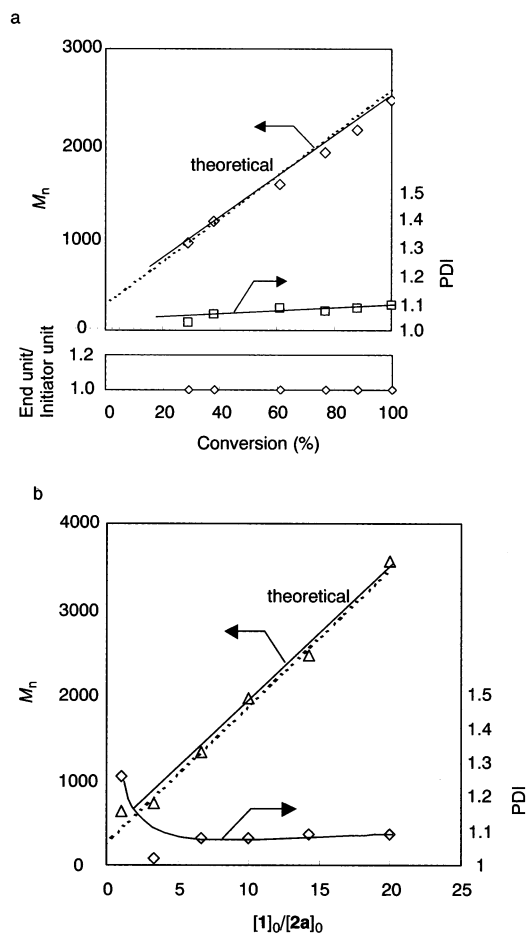 a
3000
2000
1000
0
Mn
theoretical
1.5
1.4
1.3
1.2
1.1
1.0
PDI
1.2
1.0
End unit/
Initiator unit
0 20 40 60 80 100
Conversion (%)
b
4000
3000
2000
1000
0
Mn
theoretical
1.5
1.4
1.3
1.2
1.1
1
PDI
0 5 10 15 20 25
[1]0/[2a]0